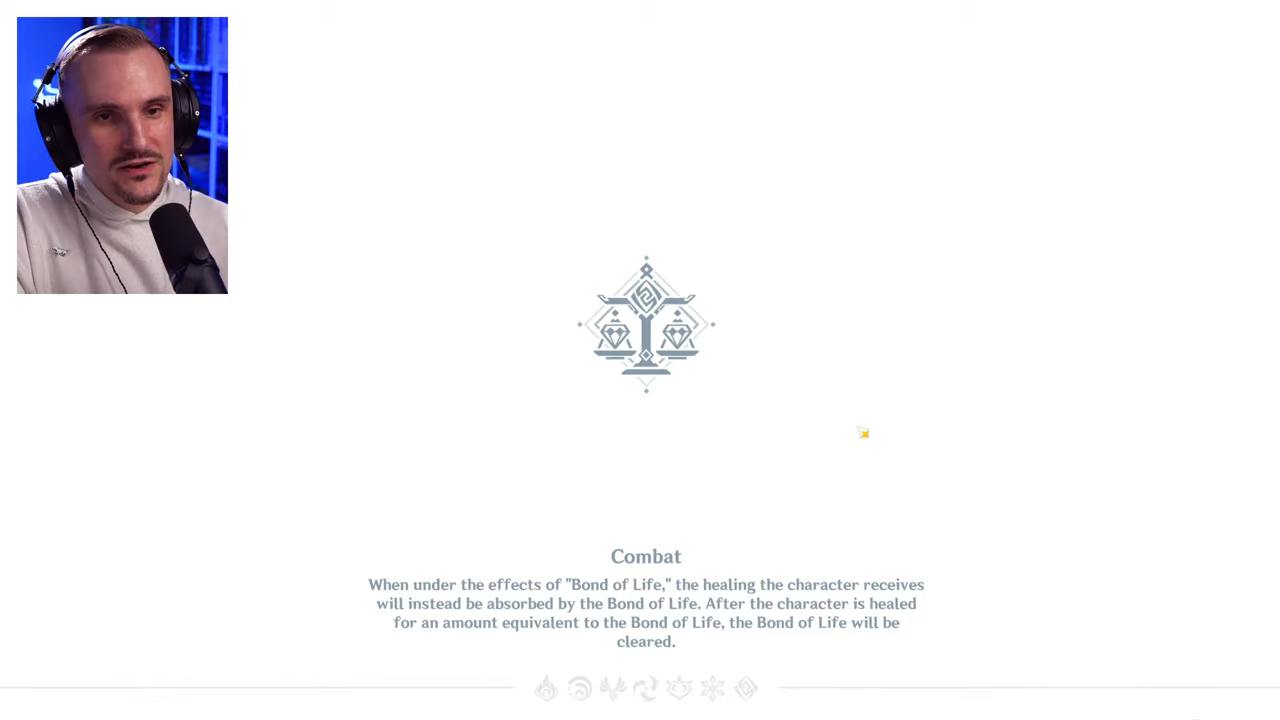 Combat
When under the effects of "Bond of Life," the healing the character receives
will instead be absorbed by the Bond of Life. After the character is healed
for an amount equivalent to the Bond of Life, the Bond of Life will be
cleared.